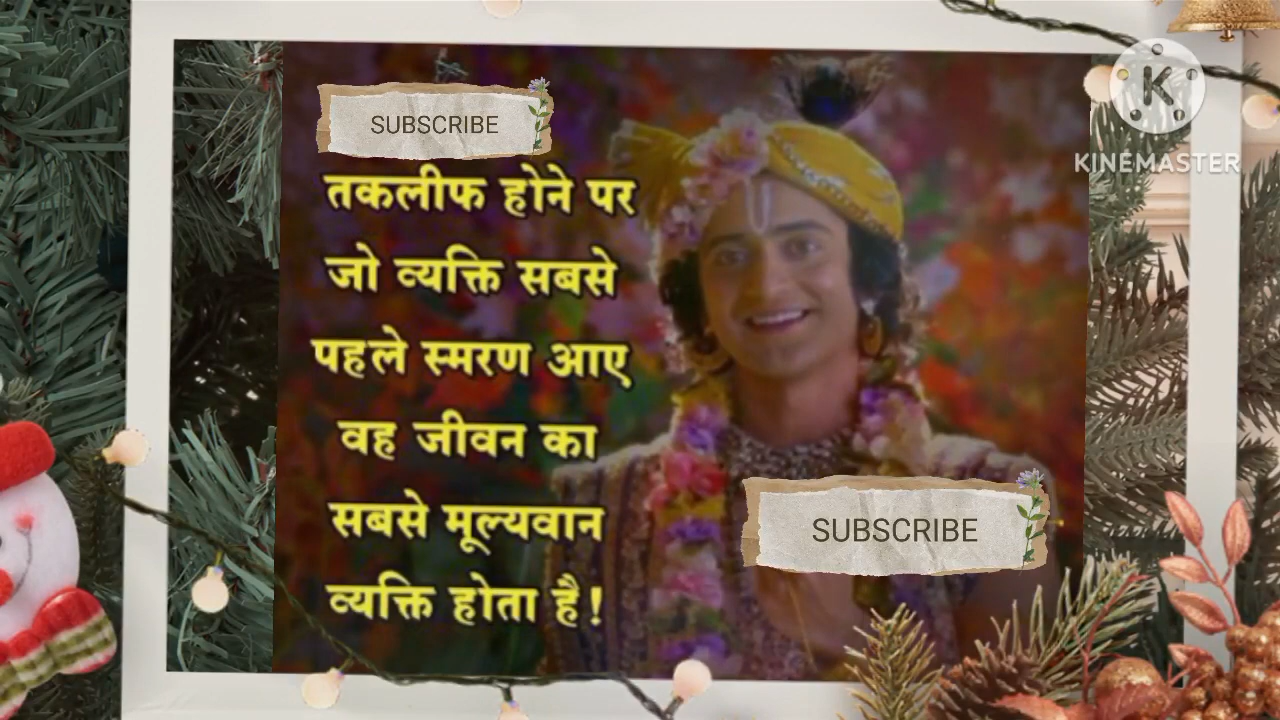 SUBSCRIBE
तकलीफ होने पर
जो व्यक्ति सबसे
पहले स्मरण आए
वह जीवन का
सबसे मूल्यवान
व्यक्ति होता है!
SUBSCRIBE
K
KINEMASTER